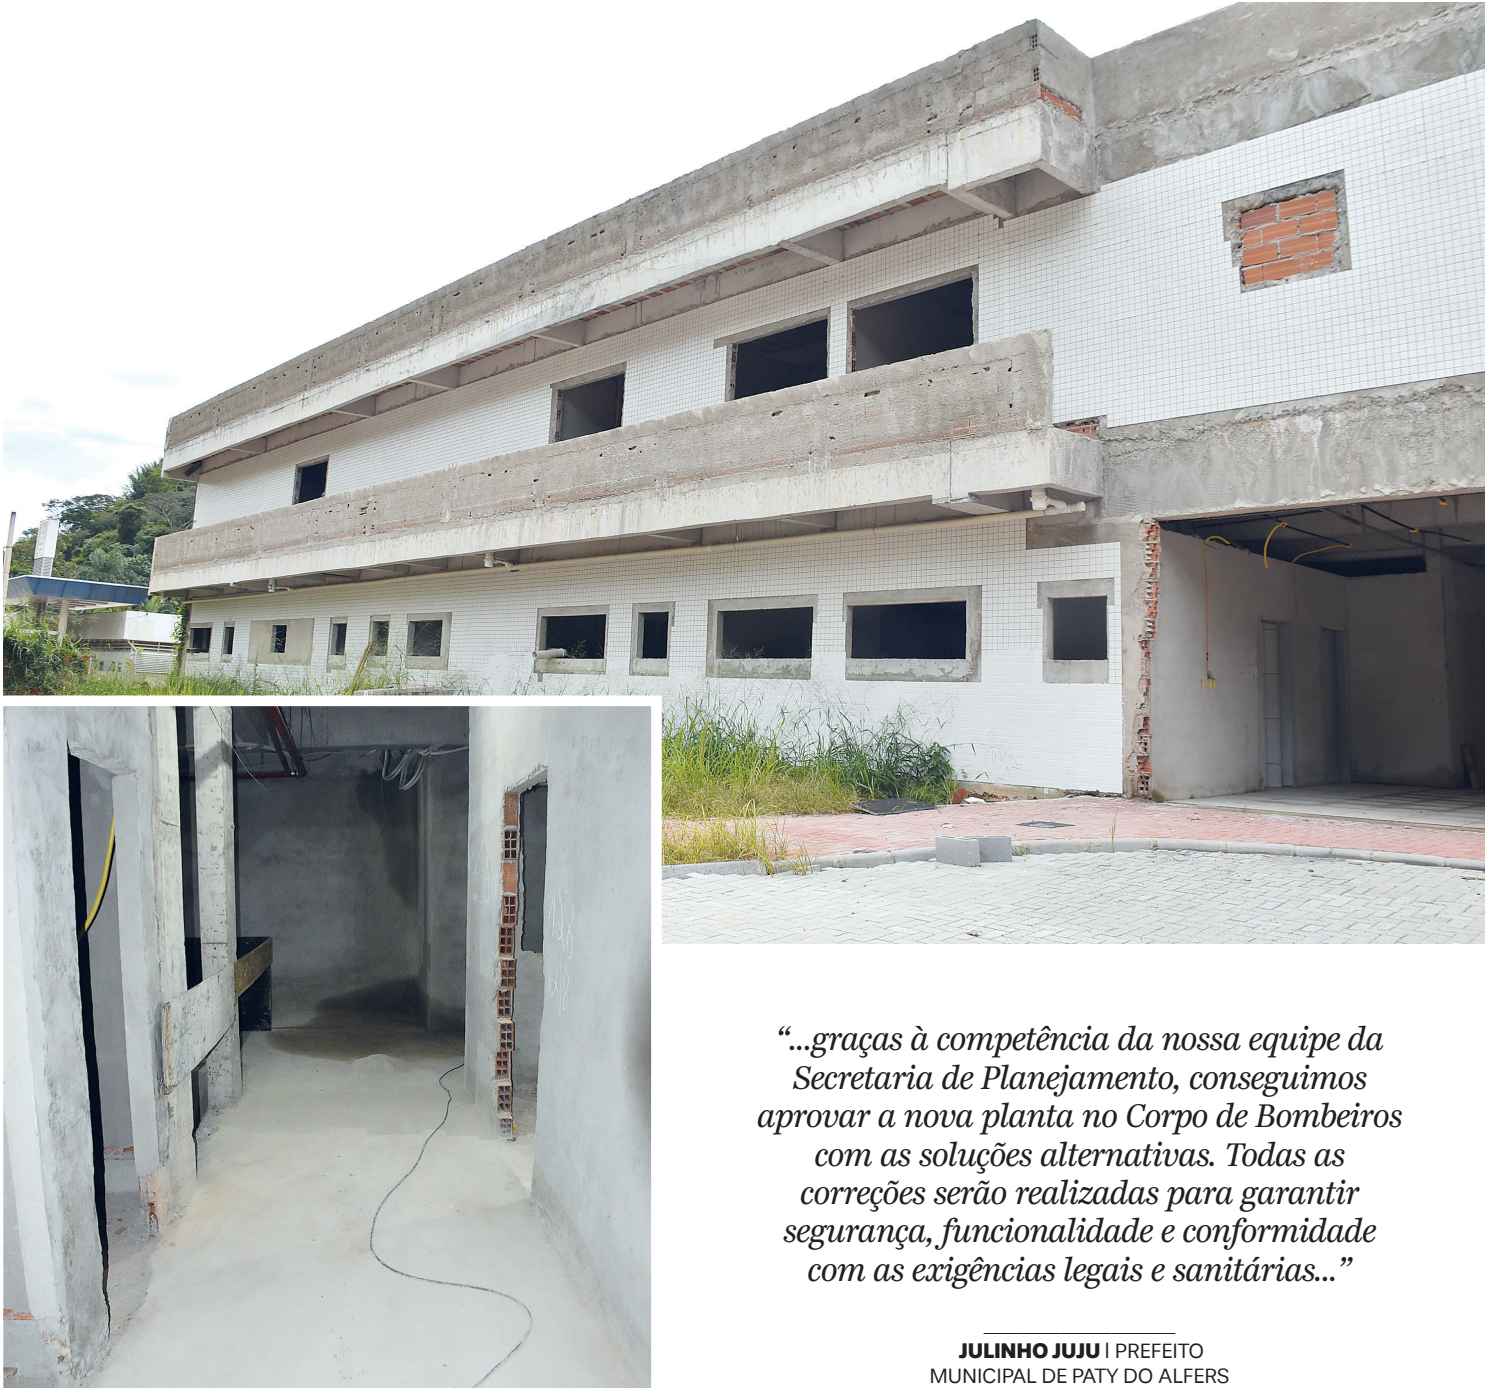 “...graças à competência da nossa equipe da
Secretaria de Planejamento, conseguimos
aprovar a nova planta no Corpo de Bombeiros
com as soluções alternativas. Todas as
correções serão realizadas para garantir
segurança, funcionalidade e conformidade
com as exigências legais e sanitárias...”
JULINHO JUJU | PREFEITO
MUNICIPAL DE PATY DO ALFERS